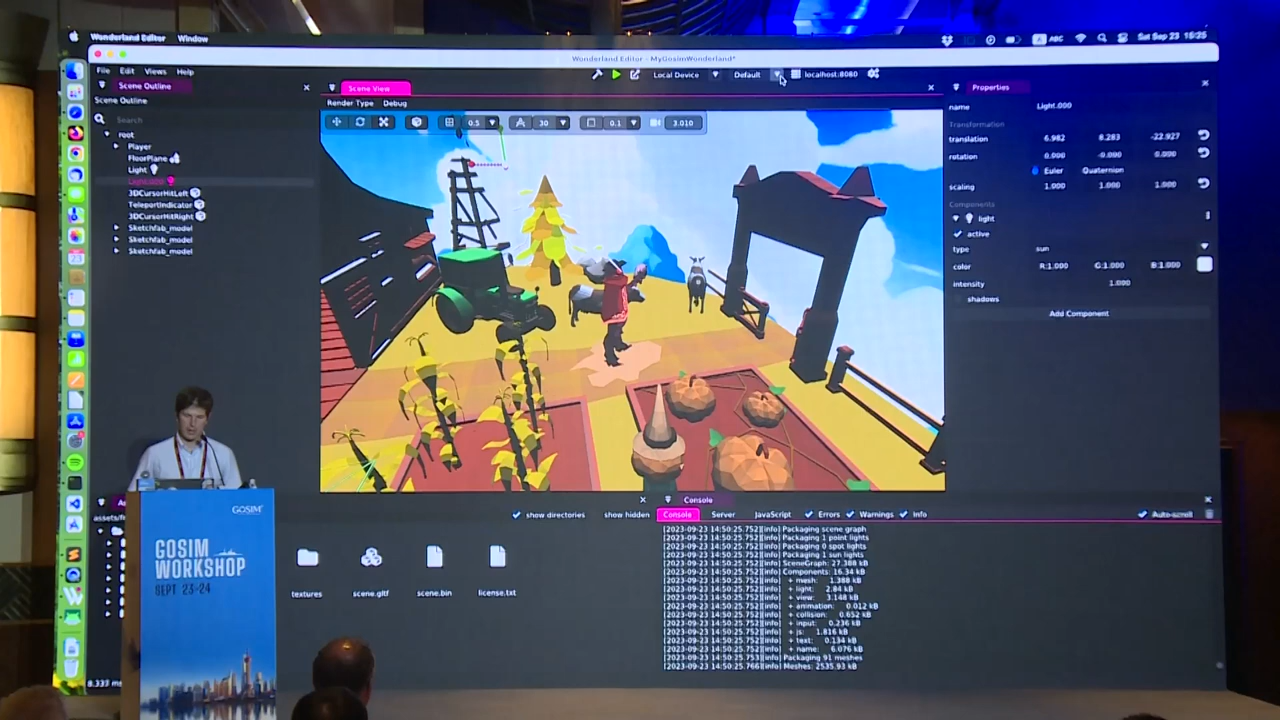 Wonderland Editor Window
ABC Sat Sep 23 16:35
Wonderland Editor - MyGosimWonderland*
File Edit Views Help
Local Device Default localhost:8080
Scene Outline
Scene View
Properties
Scene Outline
Render Type Debug
name Light.000
Search
0.5 30 0.1 3.010
Transformation
root
translation 6.982 8.283 -22.927
Player
rotation 0.000 -0.000 0.000
FloorPlane
Euler Quaternion
Light
Light.000
scaling 1.000 1.000 1.000
3DCursorHitLeft
TeleportIndicator
Components
3DCursorHitRight
light
Sketchfab_model
active
Sketchfab_model
type sun
Sketchfab_model
color R:1.000 G:1.000 B:1.000
intensity 1.000
shadows
Add Component
Console
show directories show hidden
Console Server JavaScript Errors Warnings Info Auto-scroll
[2023-09-23 14:50:25.752][info] Packaging scene graph
[2023-09-23 14:50:25.752][info] Packaging 1 point lights
[2023-09-23 14:50:25.752][info] Packaging 0 spot lights
[2023-09-23 14:50:25.752][info] Packaging 1 sun lights
[2023-09-23 14:50:25.752][info] SceneGraph: 27.388 kB
[2023-09-23 14:50:25.752][info] Components: 16.34 kB
[2023-09-23 14:50:25.752][info] + mesh: 1.388 kB
[2023-09-23 14:50:25.752][info] + light: 2.84 kB
[2023-09-23 14:50:25.752][info] + view: 3.148 kB
[2023-09-23 14:50:25.752][info] + animation: 0.012 kB
[2023-09-23 14:50:25.752][info] + collision: 0.652 kB
[2023-09-23 14:50:25.752][info] + input: 0.236 kB
[2023-09-23 14:50:25.752][info] + js: 1.816 kB
[2023-09-23 14:50:25.752][info] + text: 0.134 kB
[2023-09-23 14:50:25.752][info] + name: 6.076 kB
[2023-09-23 14:50:25.753][info] Packaging 91 meshes
[2023-09-23 14:50:25.766][info] Meshes: 2535.93 kB
textures scene.gltf scene.bin license.txt
8.333 ms
GOSIM
GOSIM
WORKSHOP
SEPT 23-24